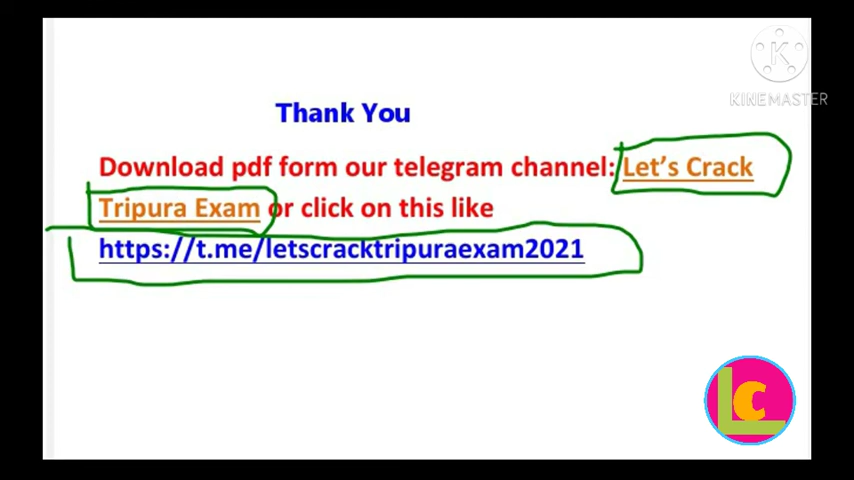 KINEMASTER
Thank You
Download pdf form our telegram channel: Let's Crack
Tripura Exam or click on this like
https://t.me/letscracktripuraexam2021
LC